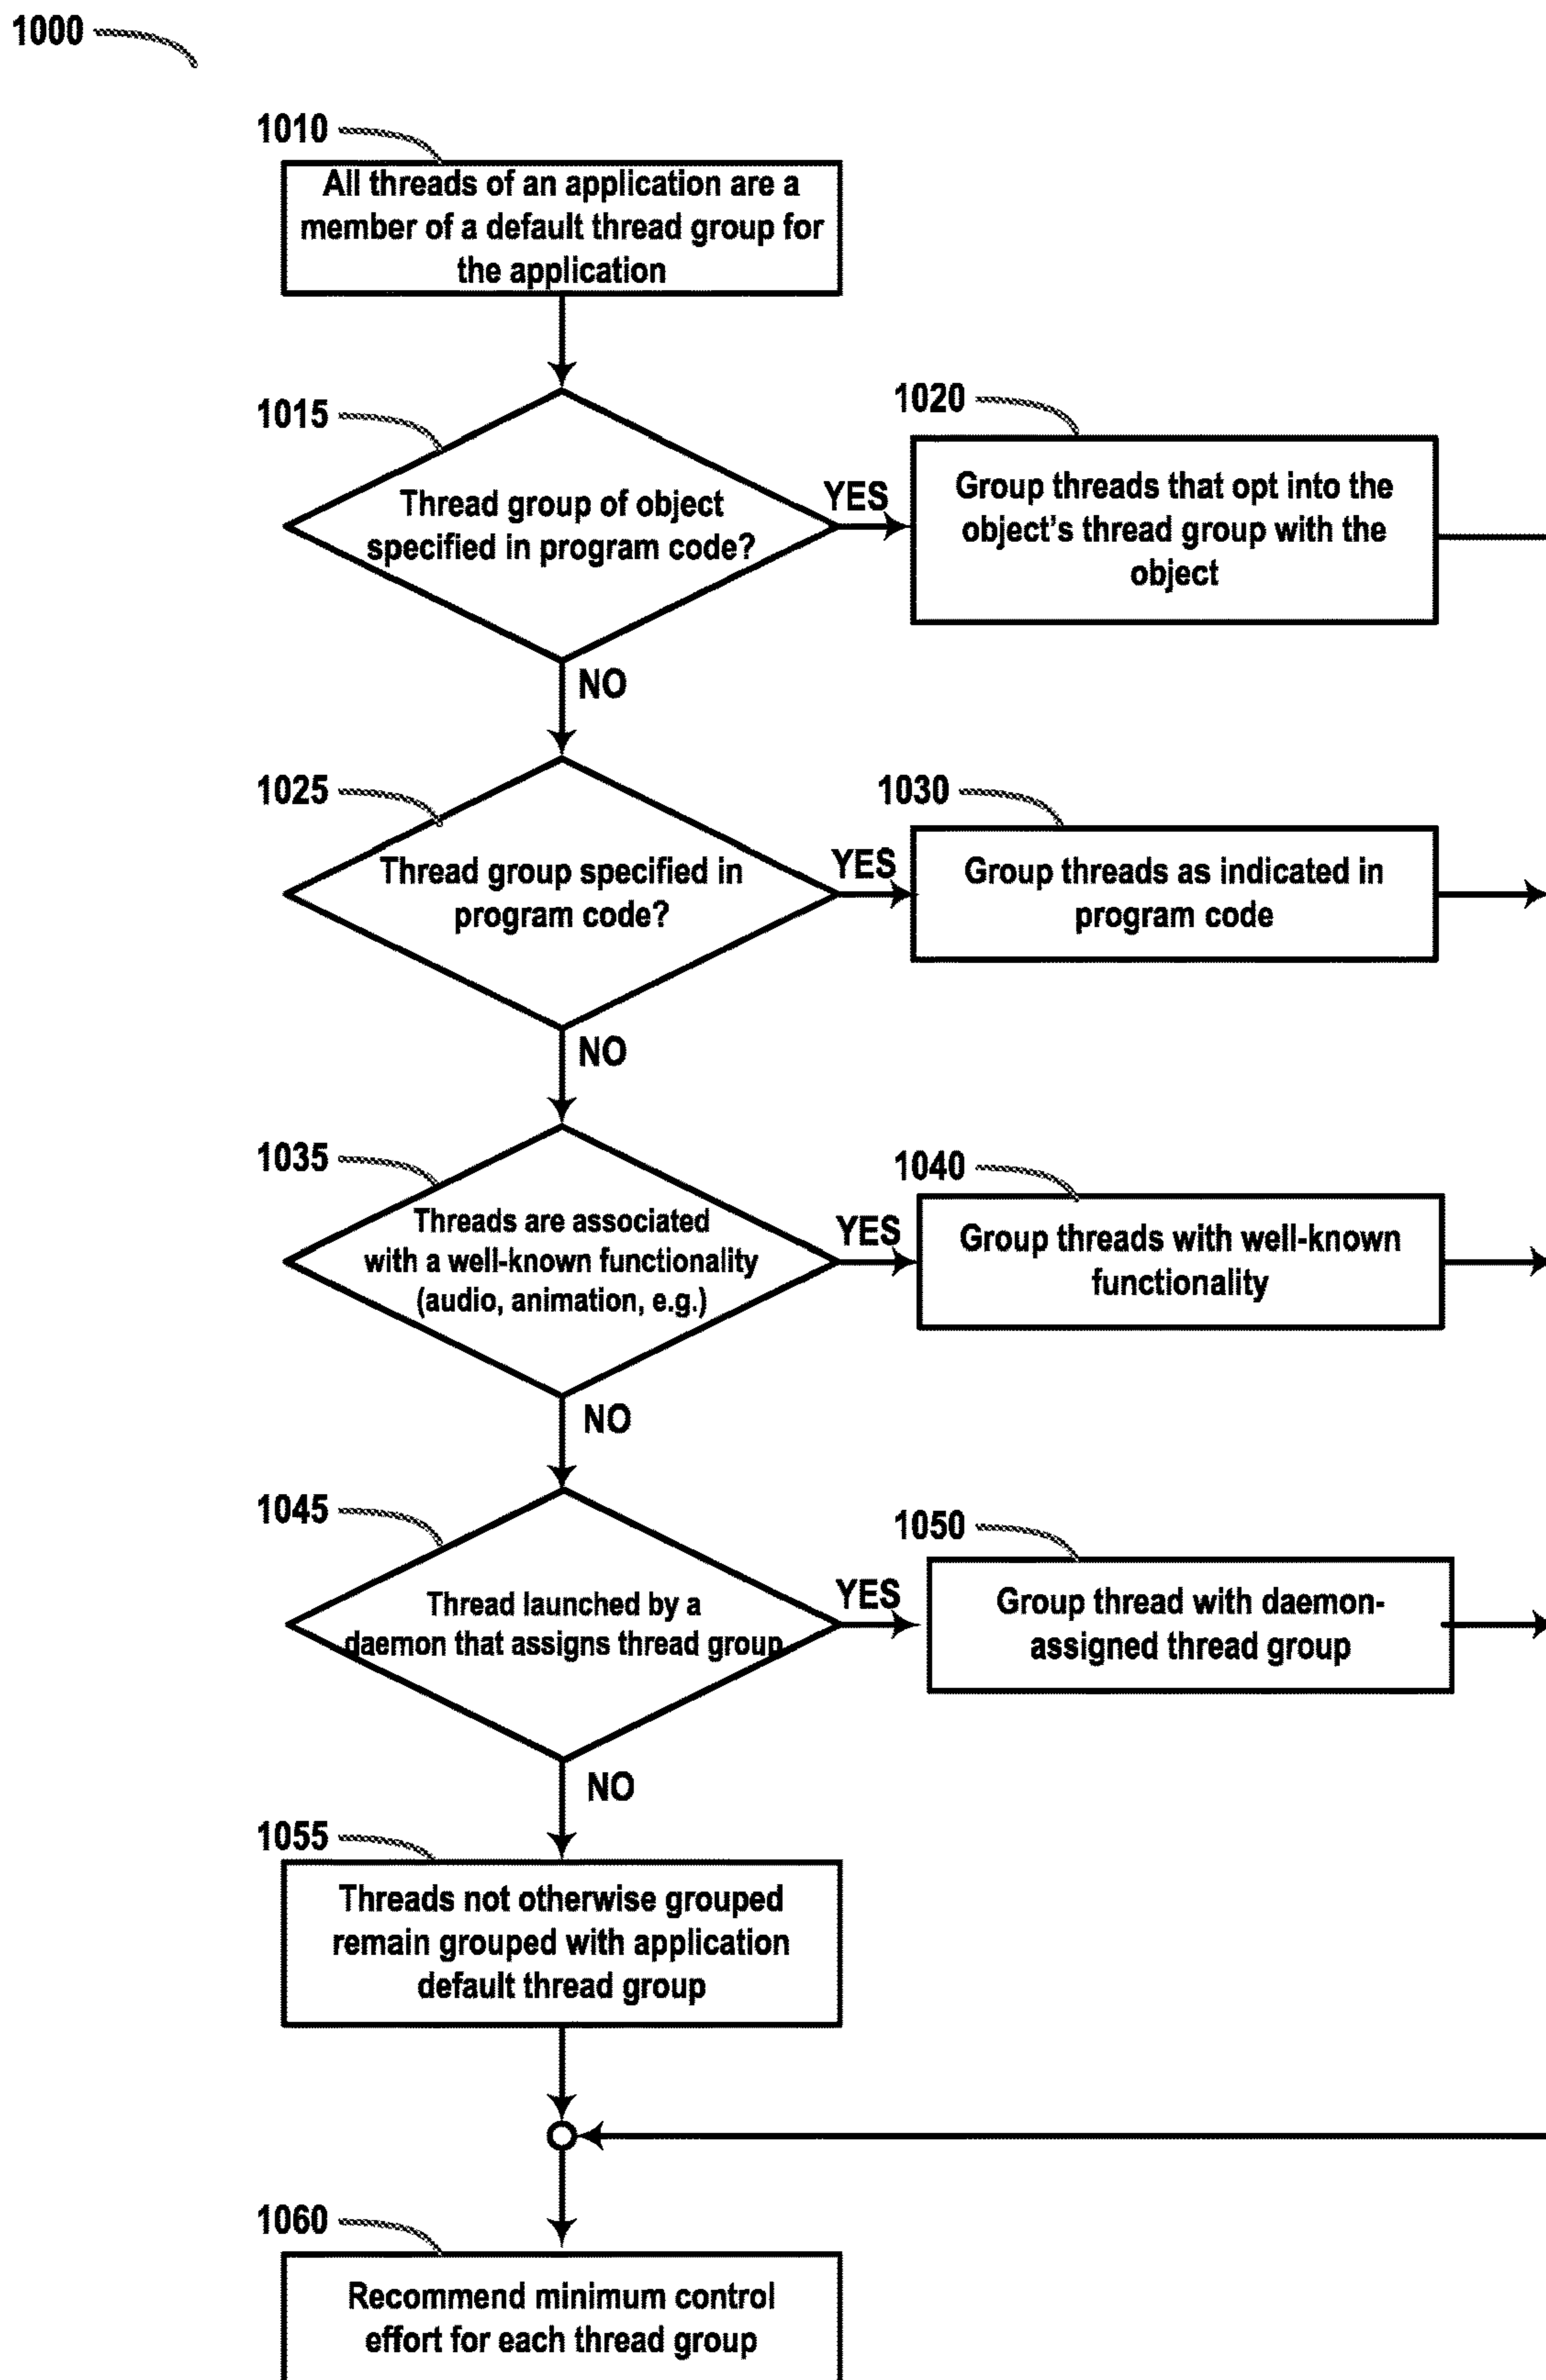 1000
1010
All threads of an application are a
member of a default thread group for
the application
1015
Thread group of object
specified in program code?
YES
1020
Group threads that opt into the
object's thread group with the
object
NO
1025
Thread group specified in
program code?
YES
1030
Group threads as indicated in
program code
NO
1035
Threads are associated
with a well-known functionality
(audio, animation, e.g.)
YES
1040
Group threads with well-known
functionality
NO
1045
Thread launched by a
daemon that assigns thread group
YES
1050
Group thread with daemon-
assigned thread group
NO
1055
Threads not otherwise grouped
remain grouped with application
default thread group
1060
Recommend minimum control
effort for each thread group